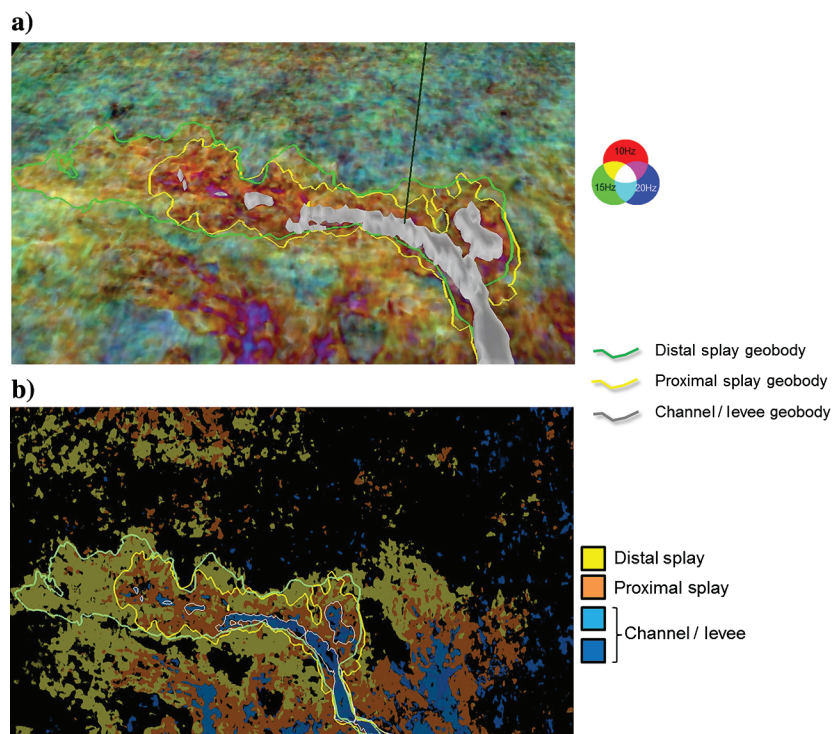 a)
10Hz
15Hz
20Hz
Distal splay geobody
Proximal splay geobody
Channel / levee geobody
b)
Distal splay
Proximal splay
Channel / levee